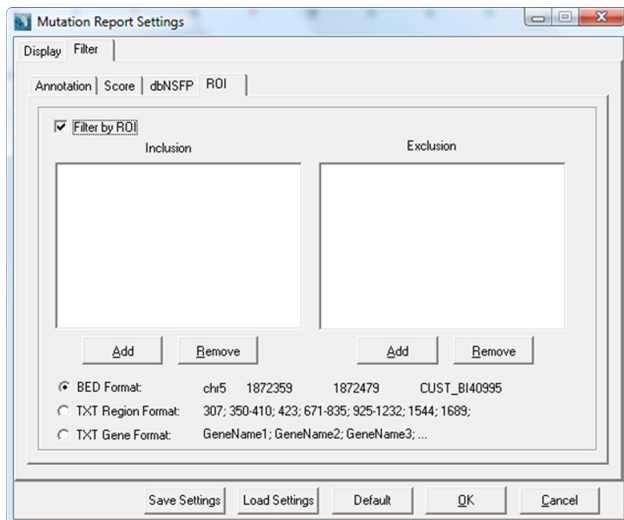 Mutation Report Settings
Display Filter
Annotation Score dbNSFP ROI
Filter by ROI
Inclusion Exclusion
Add Remove Add Remove
BED Format: chr5 1872359 1872479 CUST_BI40995
TXT Region Format: 307; 350-410; 423; 671-835; 925-1232; 1544; 1689;
TXT Gene Format: GeneName1; GeneName2; GeneName3; ...
Save Settings Load Settings Default OK Cancel